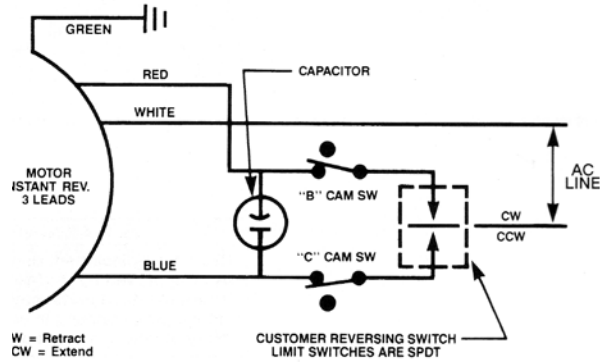 GREEN
RED
CAPACITOR
WHITE
MOTOR
NSTANT REV.
3 LEADS
"B" CAM SW
AC
LINE
CW
CCW
"C" CAM SW
BLUE
W = Retract
CW = Extend
CUSTOMER REVERSING SWITCH
LIMIT SWITCHES ARE SPDT